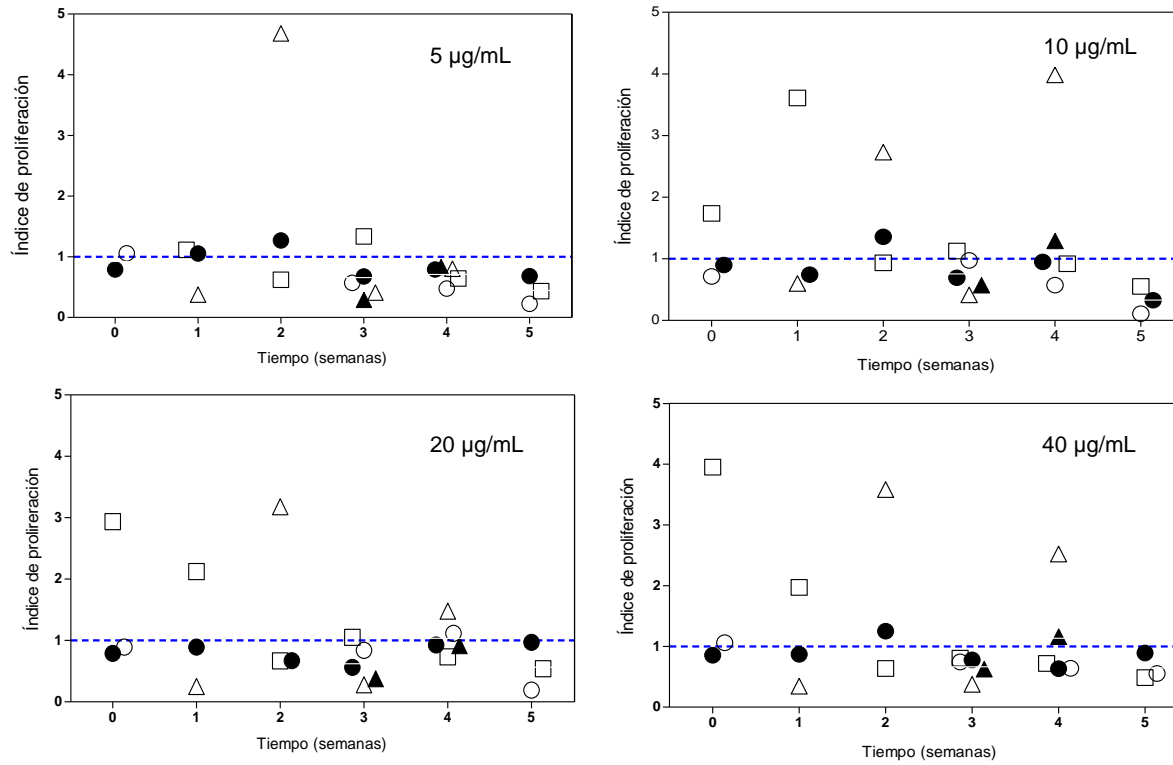 5 µg/mL
Índice de proliferación
5
4
3
2
1
0
0 1 2 3 4 5
Tiempo (semanas)
10 µg/mL
Índice de proliferación
5
4
3
2
1
0
0 1 2 3 4 5
Tiempo (semanas)
20 µg/mL
Índice de prolireración
5
4
3
2
1
0
0 1 2 3 4 5
Tiempo (semanas)
40 µg/mL
Índice de proliferación
5
4
3
2
1
0
0 1 2 3 4 5
Tiempo (semanas)